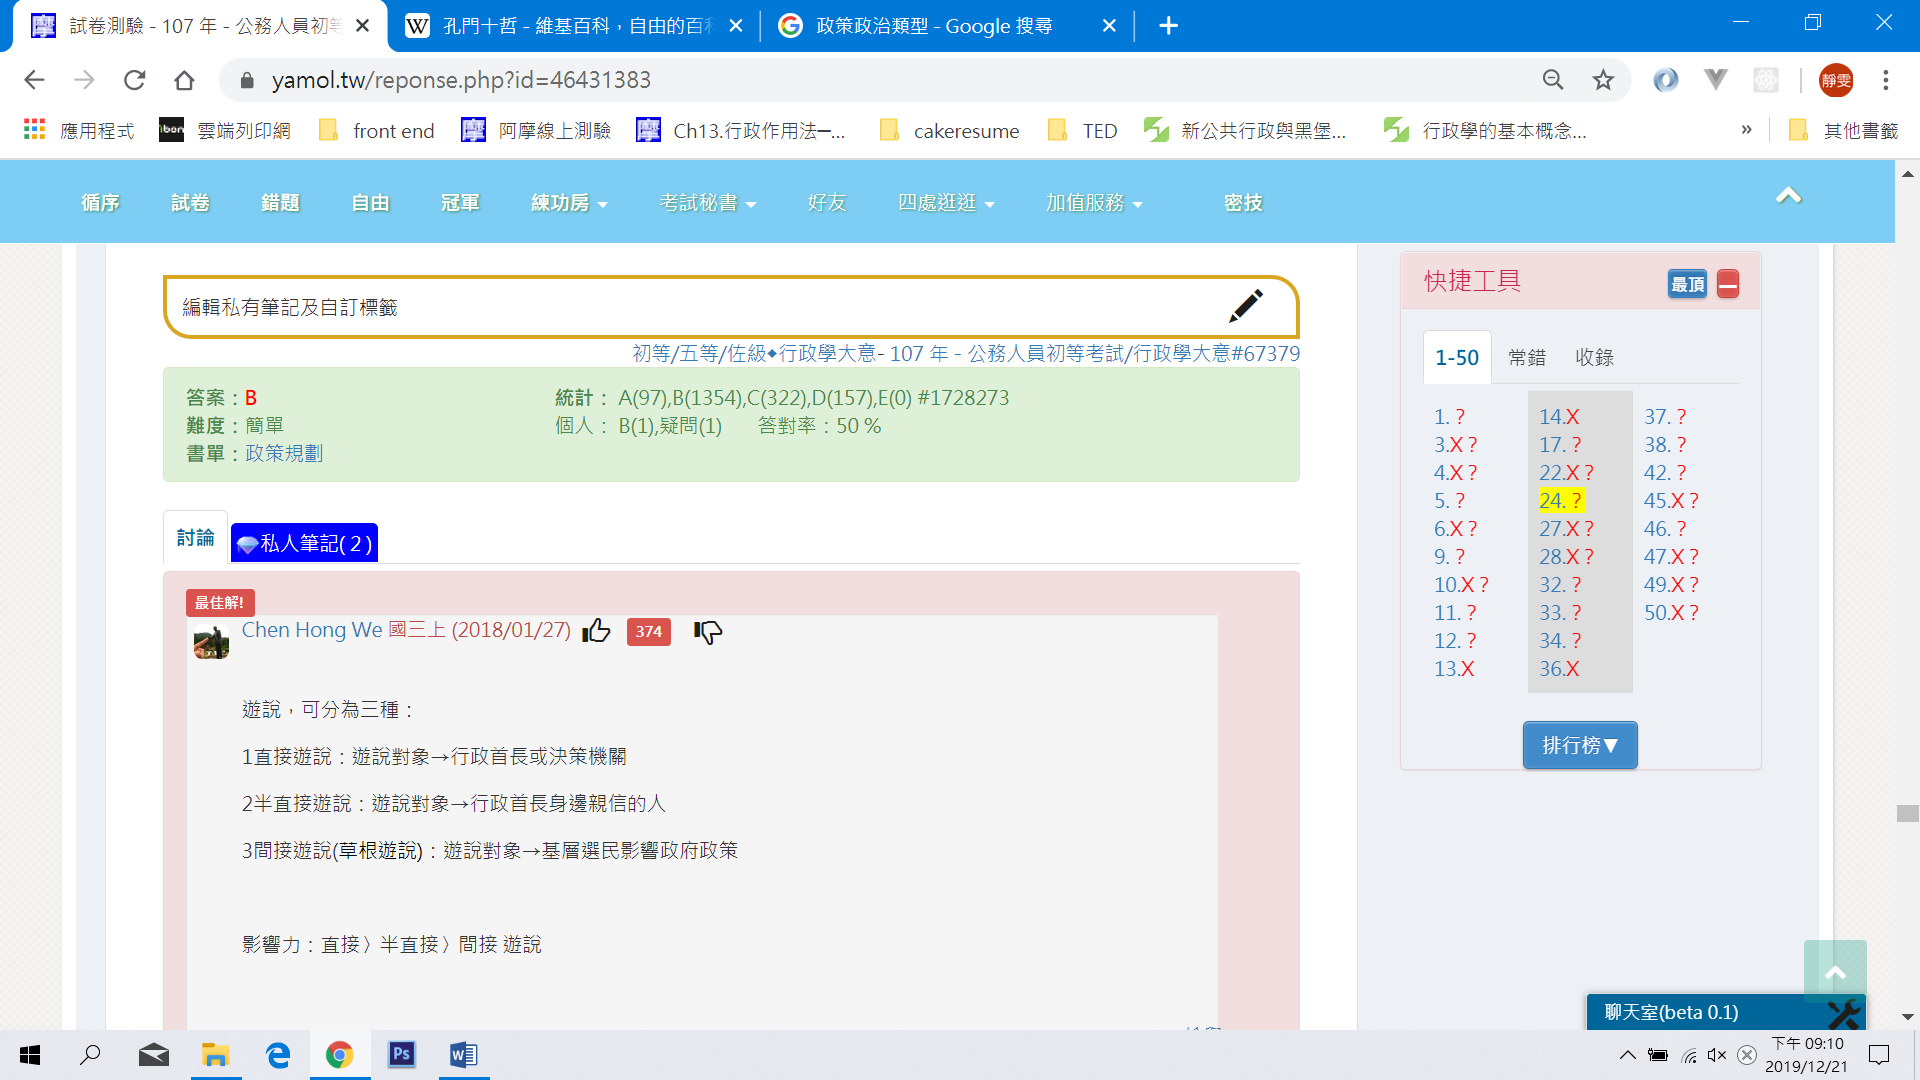 試卷測驗 - 107 年 - 公務人員初等
孔門十哲 - 維基百科，自由的百科
政策政治類型 - Google 搜尋
yamol.tw/reponse.php?id=46431383
靜雯
應用程式
ibon
雲端列印網
front end
阿摩線上測驗
Ch13.行政作用法─...
cakeresume
TED
新公共行政與黑堡...
行政學的基本概念...
»
其他書籤
循序
試卷
錯題
自由
冠軍
練功房
考試秘書
好友
四處逛逛
加值服務
密技
編輯私有筆記及自訂標籤
初等/五等/佐級◆行政學大意- 107 年 - 公務人員初等考試/行政學大意#67379
答案：B
統計： A(97),B(1354),C(322),D(157),E(0) #1728273
難度：簡單
個人： B(1),疑問(1) 答對率：50 %
書單：政策規劃
討論
私人筆記( 2 )
最佳解!
Chen Hong We 國三上 (2018/01/27)
374
遊說，可分為三種：
1直接遊說：遊說對象→行政首長或決策機關
2半直接遊說：遊說對象→行政首長身邊親信的人
3間接遊說(草根遊說)：遊說對象→基層選民影響政府政策
影響力：直接〉半直接〉間接 遊說
快捷工具
最頂
1-50
常錯
收錄
1. ?
3.X ?
4.X ?
5. ?
6.X ?
9. ?
10.X ?
11. ?
12. ?
13.X
14.X
17. ?
22.X ?
24. ?
27.X ?
28.X ?
32. ?
33. ?
34. ?
36.X
37. ?
38. ?
42. ?
45.X ?
46. ?
47.X ?
49.X ?
50.X ?
排行榜▼
聊天室(beta 0.1)
Ps
下午 09:10
2019/12/21